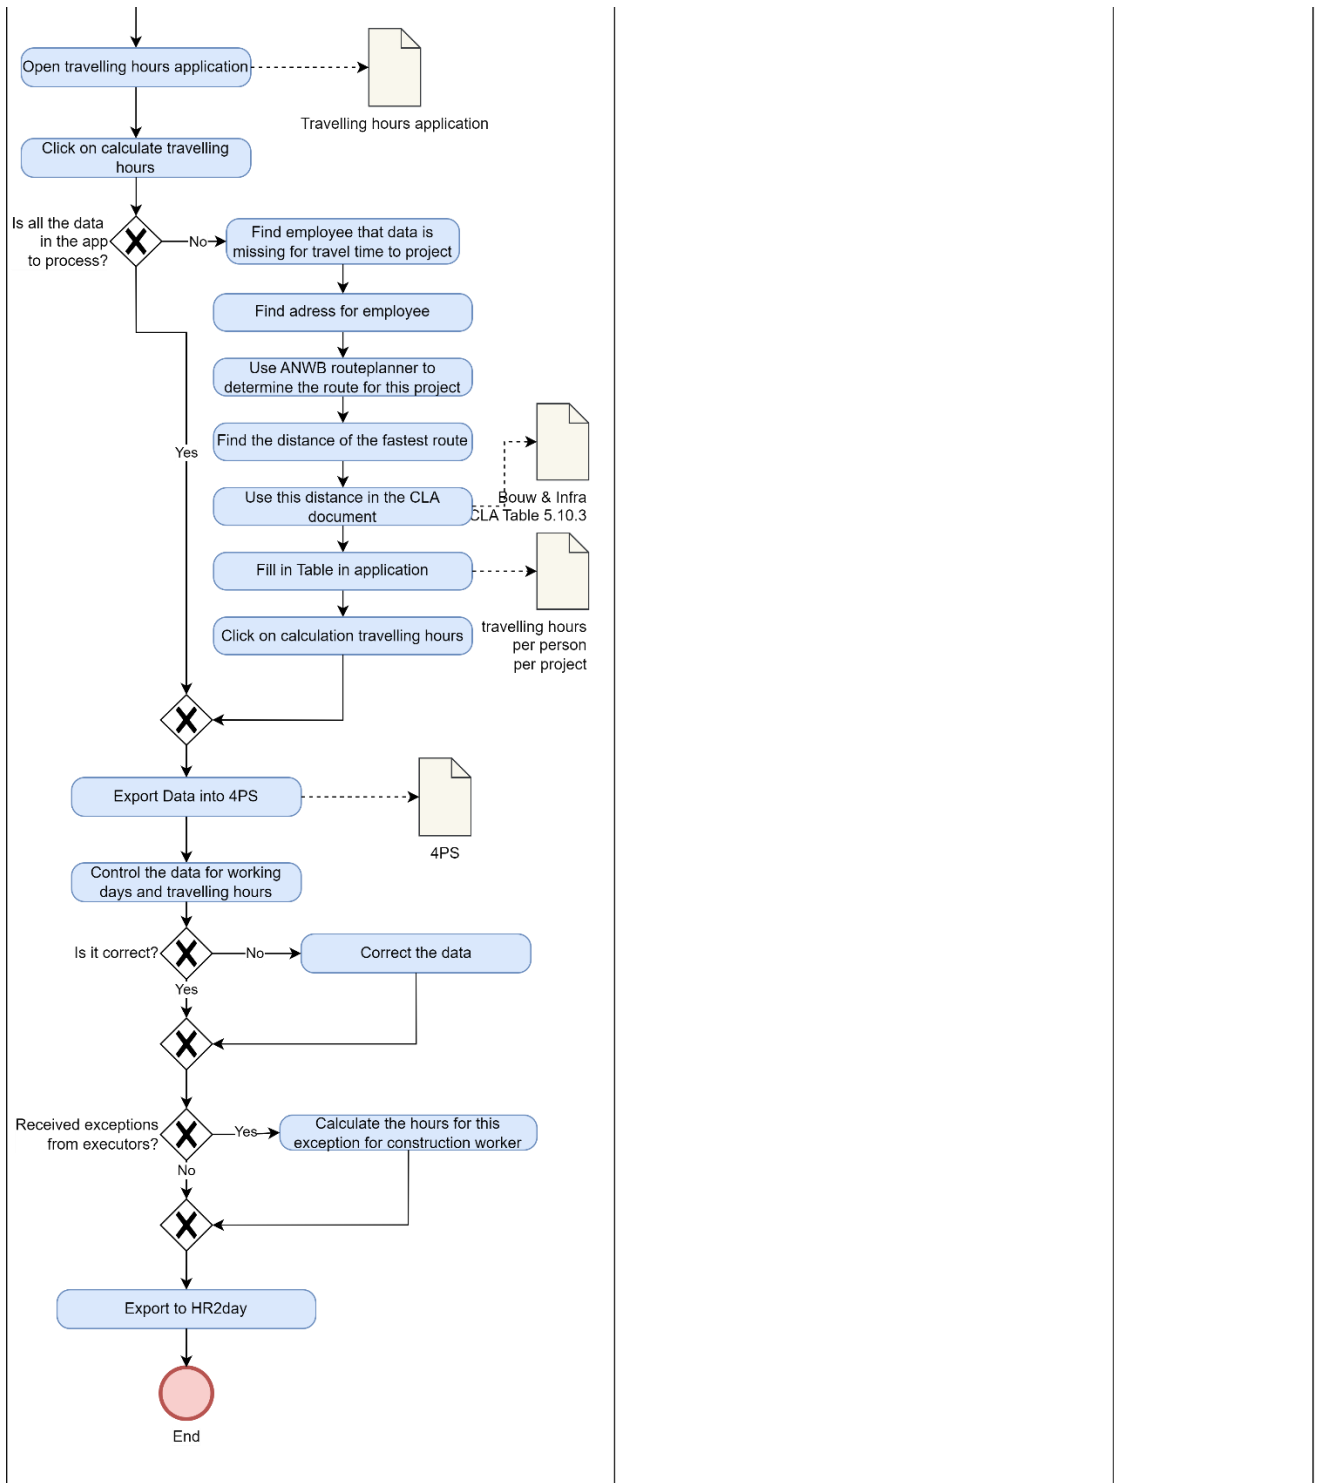 Open travelling hours application
Travelling hours application
Click on calculate travelling
hours
Is all the data
in the app
to process?
No
Find employee that data is
missing for travel time to project
Find adress for employee
Use ANWB routeplanner to
determine the route for this project
Yes
Find the distance of the fastest route
Use this distance in the CLA
document
Bouw & Infra
CLA Table 5.10.3
Fill in Table in application
Click on calculation travelling hours
travelling hours
per person
per project
Export Data into 4PS
4PS
Control the data for working
days and travelling hours
Is it correct?
No
Correct the data
Yes
Received exceptions
from executors?
Yes
Calculate the hours for this
exception for construction worker
No
Export to HR2day
End